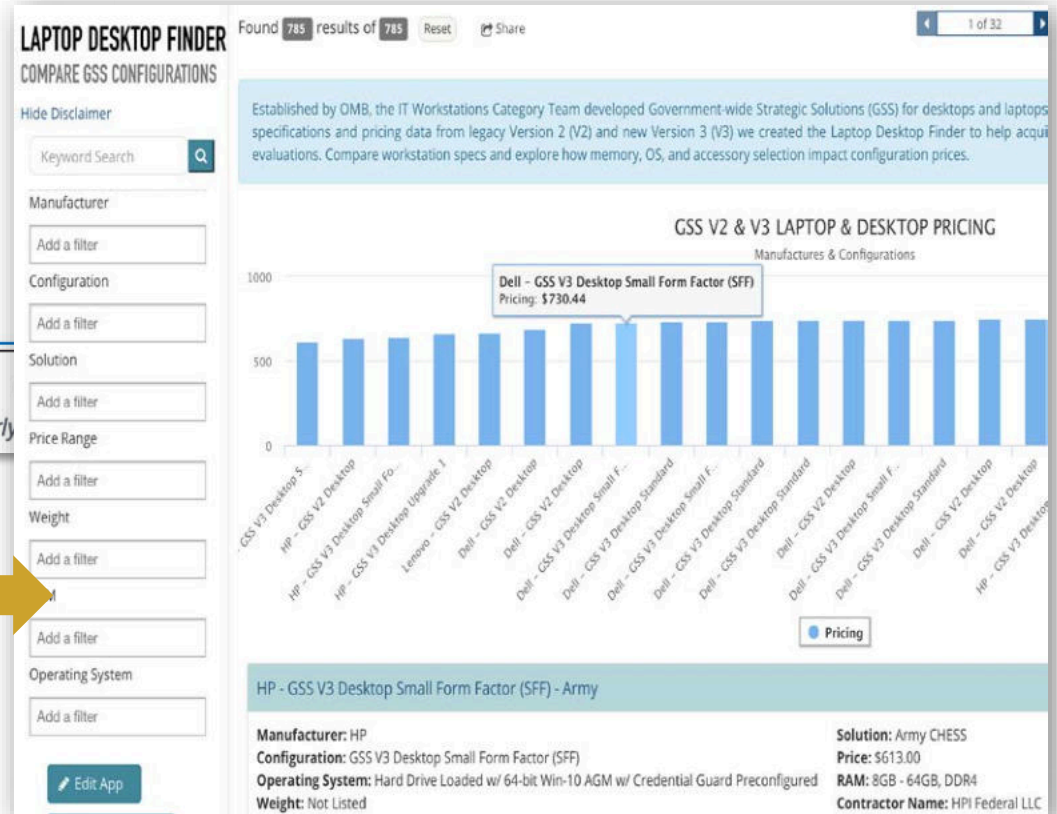 LAPTOP DESKTOP FINDER
COMPARE GSS CONFIGURATIONS
Hide Disclaimer
Keyword Search
Manufacturer
Add a filter
Configuration
Add a filter
Solution
Add a filter
Price Range
Add a filter
Weight
Add a filter
Add a filter
Operating System
Add a filter
Edit App
Found 785 results of 785 Reset Share
1 of 32
Established by OMB, the IT Workstations Category Team developed Government-wide Strategic Solutions (GSS) for desktops and laptops
specifications and pricing data from legacy Version 2 (V2) and new Version 3 (V3) we created the Laptop Desktop Finder to help acqui
evaluations. Compare workstation specs and explore how memory, OS, and accessory selection impact configuration prices.
GSS V2 & V3 LAPTOP & DESKTOP PRICING
Manufactures & Configurations
Dell - GSS V3 Desktop Small Form Factor (SFF)
Pricing: $730.44
1000
500
0
- GSS V3 Desktop S...
HP - GSS V2 Desktop
HP - GSS V3 Desktop Small Fo...
HP - GSS V3 Desktop Upgrade 1
Lenovo - GSS V2 Desktop
Dell - GSS V2 Desktop
Dell - GSS V2 Desktop
Dell - GSS V3 Desktop Small F...
Dell - GSS V3 Desktop Standard
Dell - GSS V3 Desktop Small F...
Dell - GSS V3 Desktop Standard
Dell - GSS V3 Desktop Standard
Dell - GSS V2 Desktop
Dell - GSS V3 Desktop Small F...
Dell - GSS V3 Desktop Standard
Dell - GSS V2 Desktop
Dell - GSS V2 Desktop
HP - GSS V3 Desktop
Pricing
HP - GSS V3 Desktop Small Form Factor (SFF) - Army
Manufacturer: HP
Configuration: GSS V3 Desktop Small Form Factor (SFF)
Operating System: Hard Drive Loaded w/ 64-bit Win-10 AGM w/ Credential Guard Preconfigured
Weight: Not Listed
Solution: Army CHESS
Price: $613.00
RAM: 8GB - 64GB, DDR4
Contractor Name: HPI Federal LLC